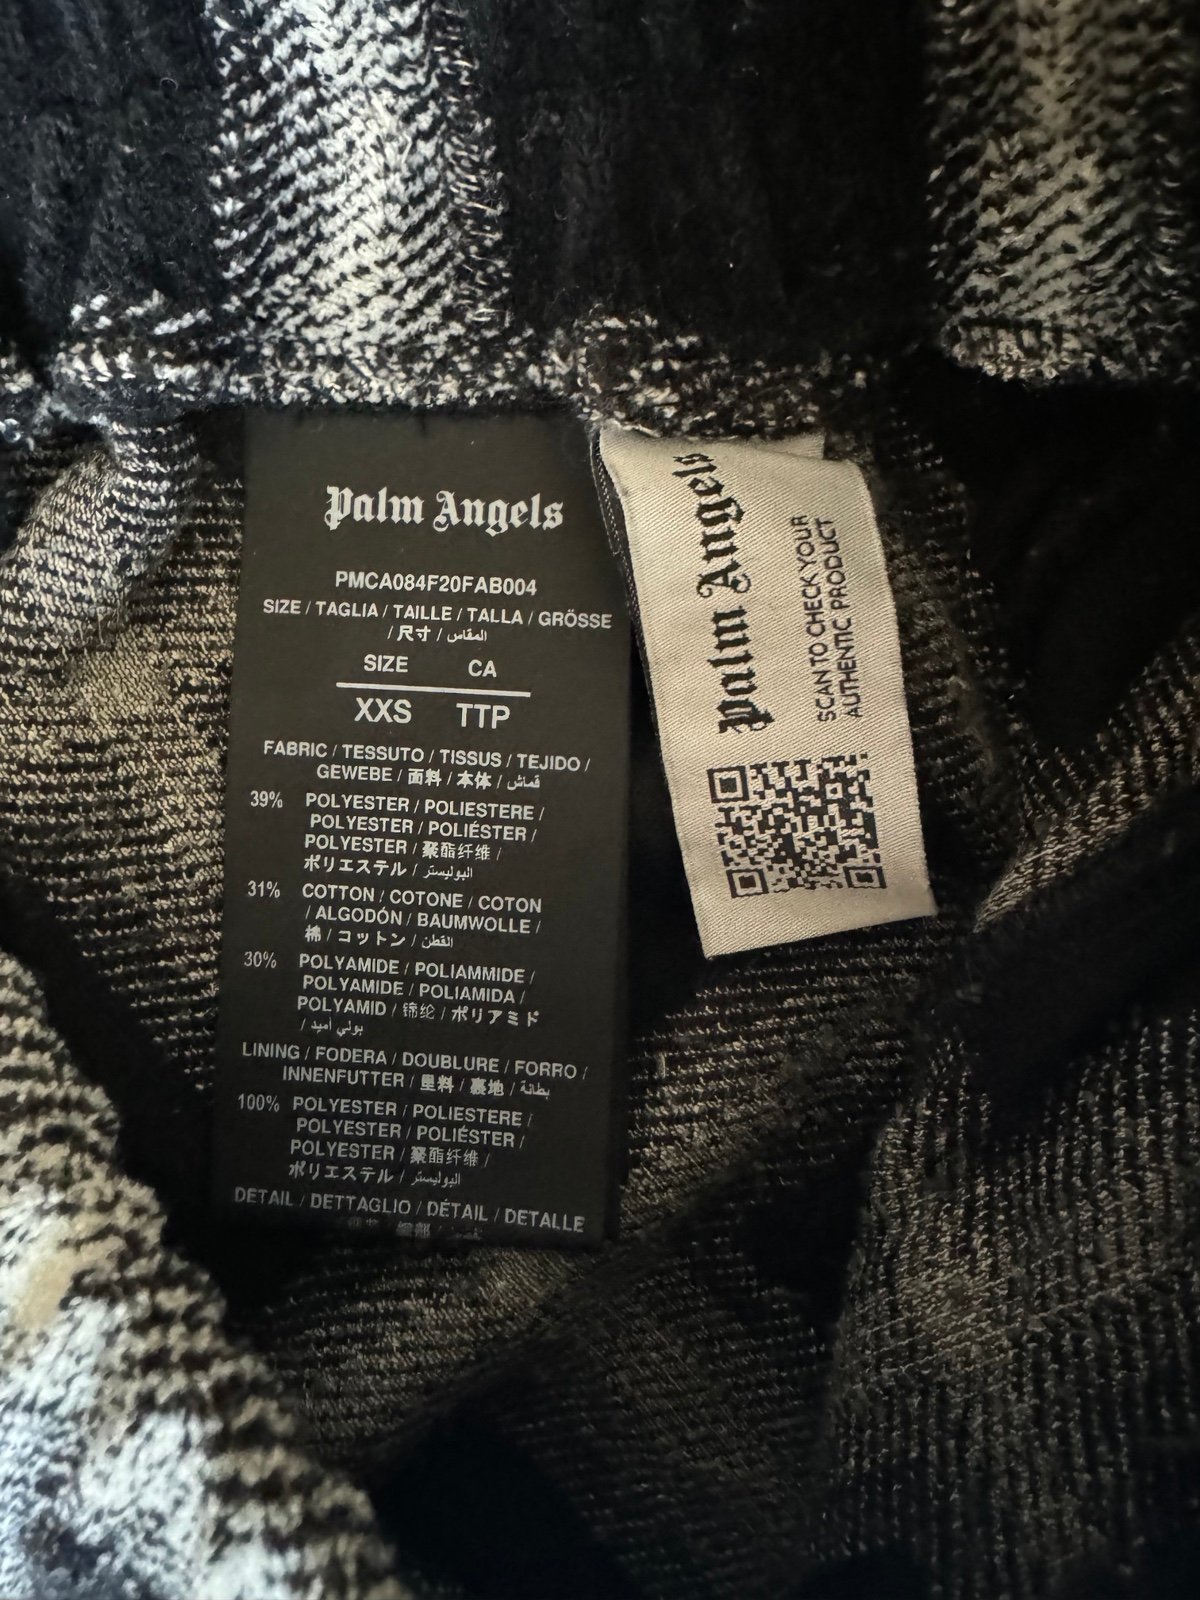 Palm Angels
PMCA084F20FAB004
SIZE / TAGLIA / TAILLE / TALLA / GRÖSSE
/ 尺寸 / المقاس
SIZE CA
XXS TTP
FABRIC / TESSUTO / TISSUS / TEJIDO /
GEWEBE / 面料 / 本体 / قماش
39% POLYESTER / POLIESTERE /
POLYESTER / POLIÉSTER /
POLYESTER / 聚酯纤维 /
ポリエステル / البوليستر
31% COTTON / COTONE / COTON
/ ALGODÓN / BAUMWOLLE /
棉 / コットン / القطن
30% POLYAMIDE / POLIAMMIDE /
POLYAMIDE / POLIAMIDA /
POLYAMID / 锦纶 / ポリアミド
/ بولي أميد
LINING / FODERA / DOUBLURE / FORRO /
INNENFUTTER / 里料 / 裏地 / بطانة
100% POLYESTER / POLIESTERE /
POLYESTER / POLIÉSTER /
POLYESTER / 聚酯纤维 /
ポリエステル / البوليستر
DETAIL / DETTAGLIO / DÉTAIL / DETALLE
Palm Angels
SCAN TO CHECK YOUR
AUTHENTIC PRODUCT